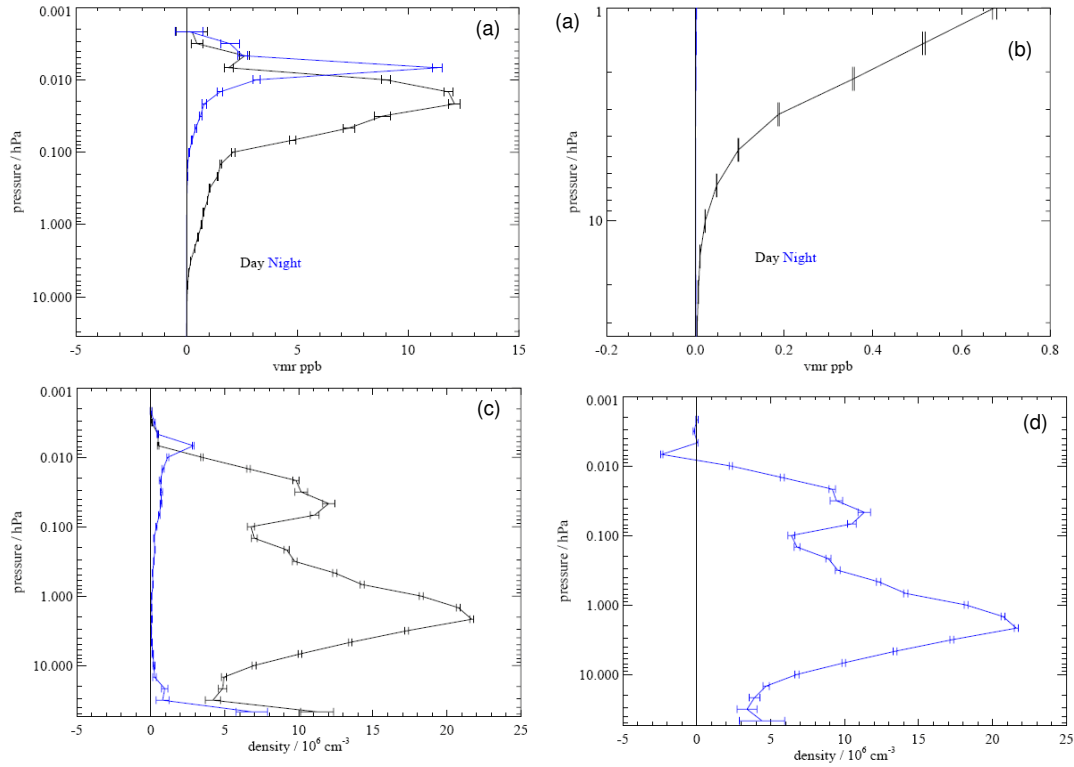 (a)
0.001
0.010
0.100
1.000
10.000
pressure / hPa
Day Night
-5 0 5 10 15
vmr ppb
(b)
1
10
pressure / hPa
Day Night
-0.2 0.0 0.2 0.4 0.6 0.8
vmr ppb
(c)
0.001
0.010
0.100
1.000
10.000
pressure / hPa
-5 0 5 10 15 20 25
density / 10⁶ cm⁻³
(d)
0.001
0.010
0.100
1.000
10.000
pressure / hPa
-5 0 5 10 15 20 25
density / 10⁶ cm⁻³